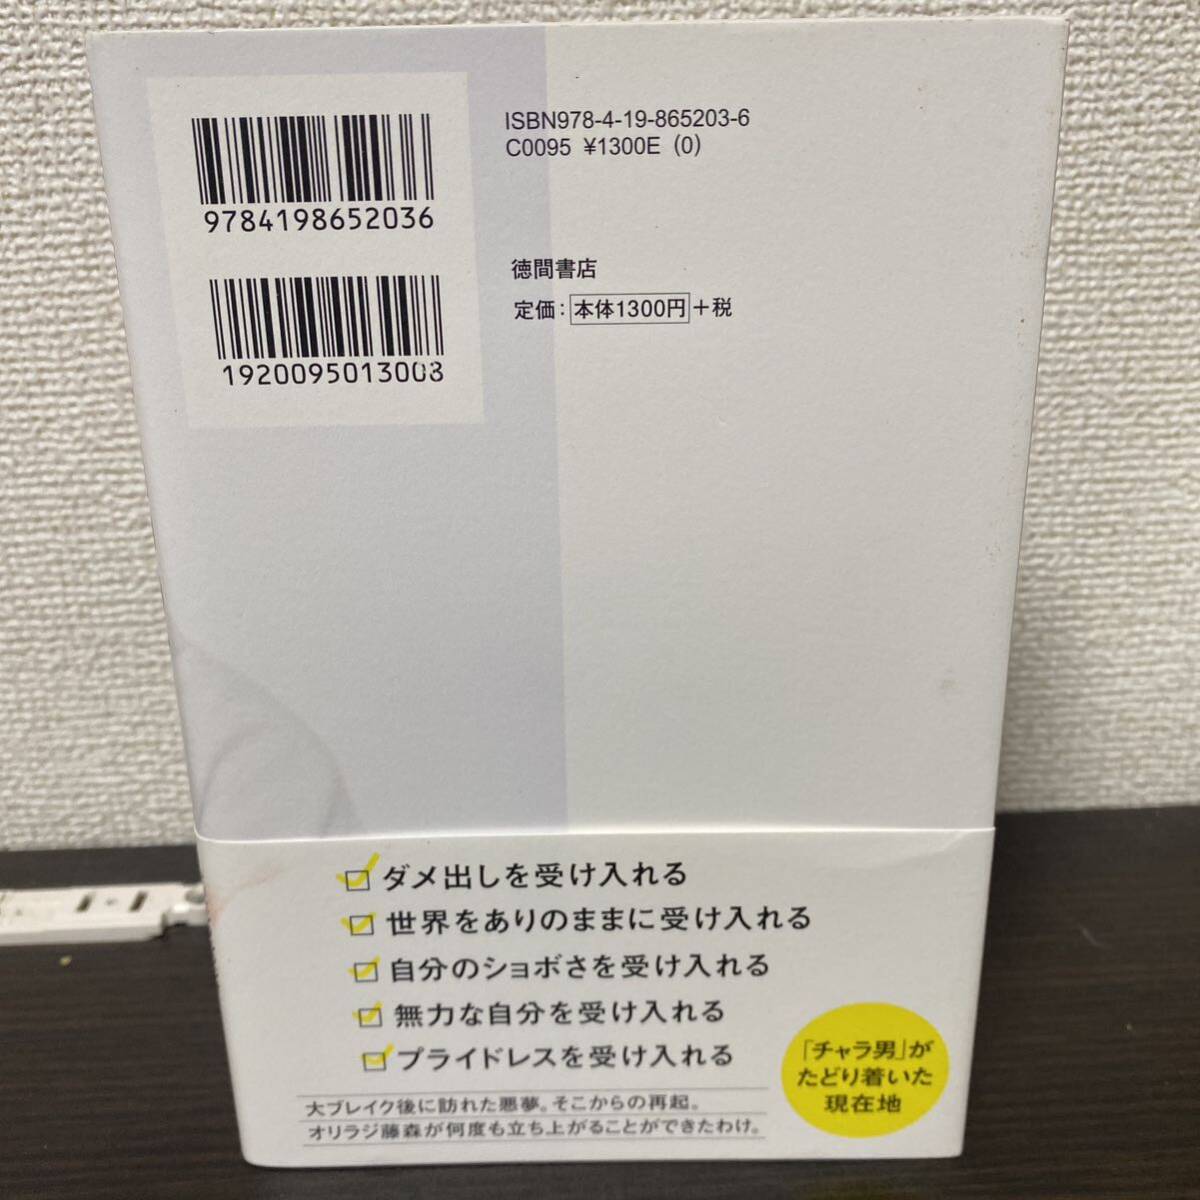 ISBN978-4-19-865203-6
C0095 ¥1300E (0)
9784198652036
1920095013008
徳間書店
定価：本体1300円＋税
ダメ出しを受け入れる
世界をありのままに受け入れる
自分のショボさを受け入れる
無力な自分を受け入れる
プライドレスを受け入れる
「チャラ男」が
たどり着いた
現在地
大ブレイク後に訪れた悪夢。そこからの再起。
オリラジ藤森が何度も立ち上がることができたわけ。